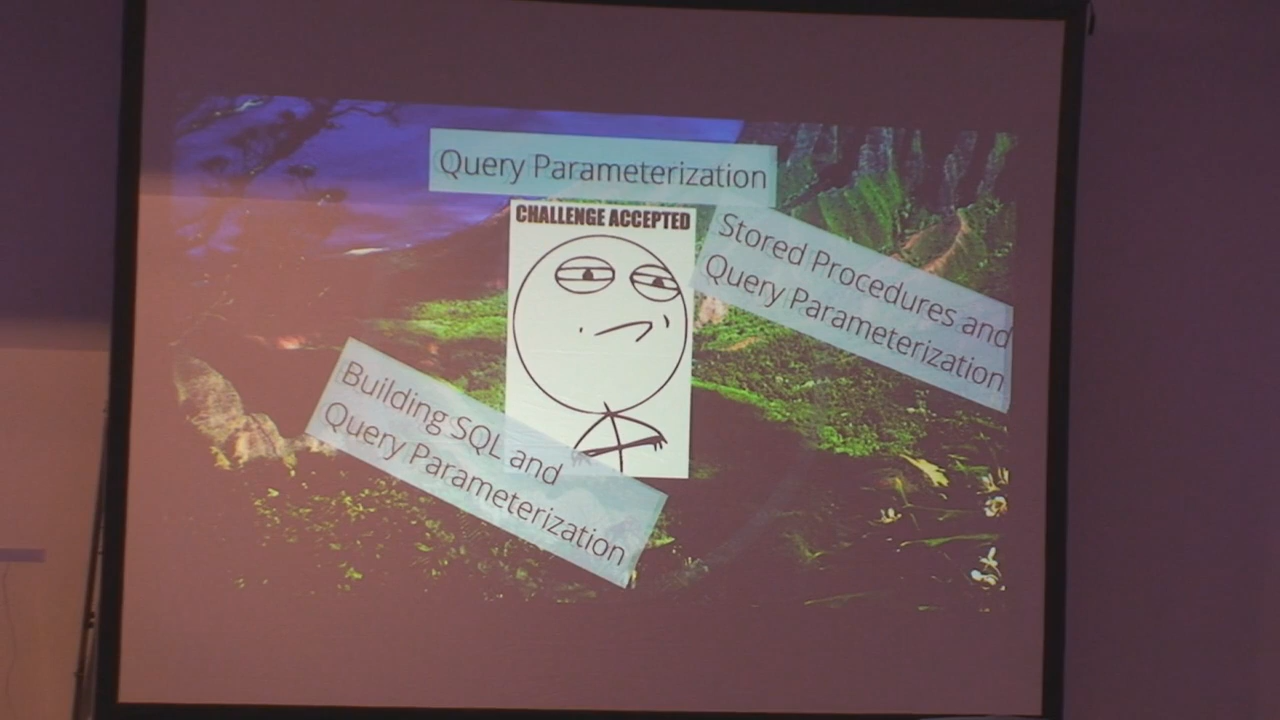 Query Parameterization
CHALLENGE ACCEPTED
Stored Procedures and
Query Parameterization
Building SQL and
Query Parameterization